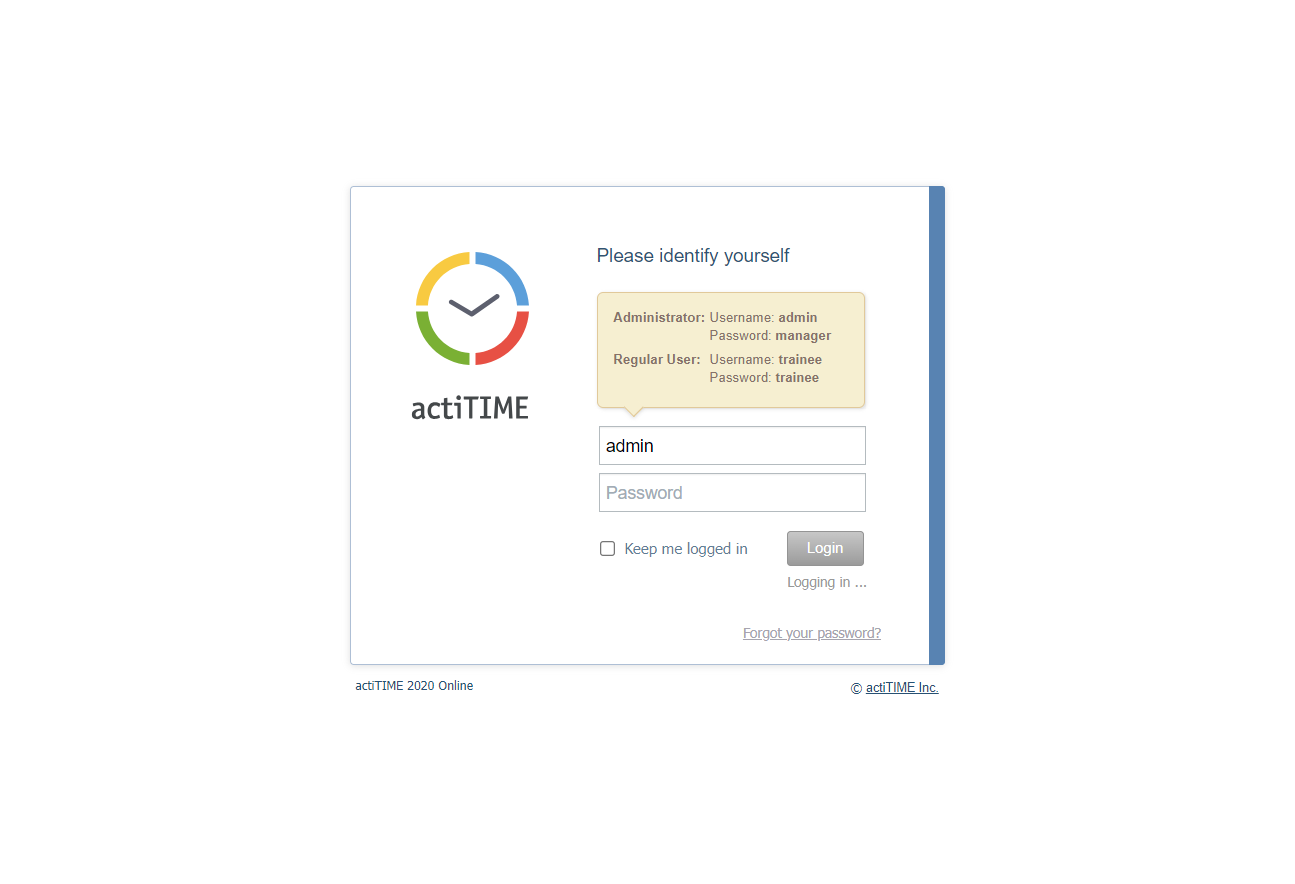 Please identify yourself
Administrator: Username: admin
Password: manager
Regular User: Username: trainee
Password: trainee
actiTIME
admin
Password
Keep me logged in
Login
Logging in ...
Forgot your password?
actiTIME 2020 Online
© actiTIME Inc.